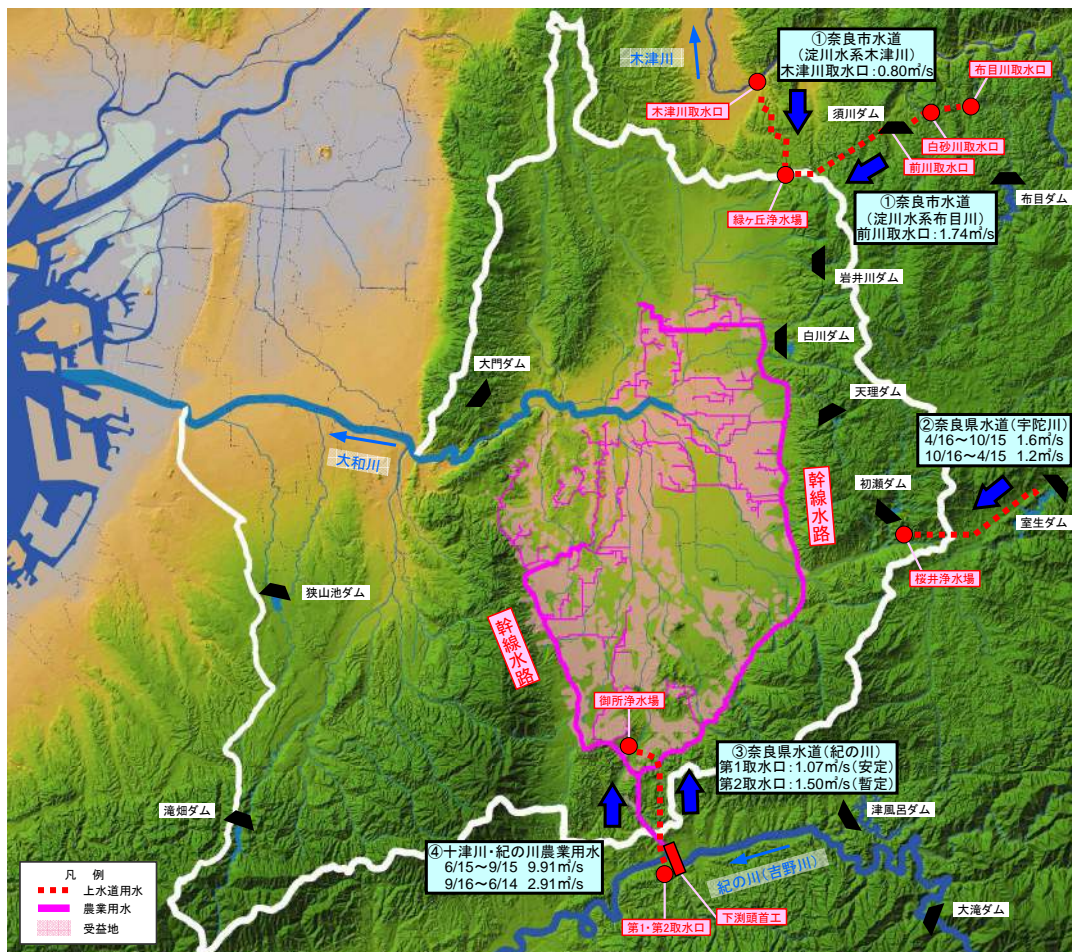 ①奈良市水道
(淀川水系木津川)
木津川取水口:0.80㎥/s
木津川
布目川取水口
木津川取水口
須川ダム
白砂川取水口
前川取水口
布目ダム
緑ヶ丘浄水場
①奈良市水道
(淀川水系布目川)
前川取水口:1.74㎥/s
岩井川ダム
白川ダム
大門ダム
天理ダム
②奈良県水道(宇陀川)
4/16~10/15 1.6㎥/s
10/16~4/15 1.2㎥/s
大和川
幹線水路
初瀬ダム
室生ダム
桜井浄水場
狭山池ダム
幹線水路
御所浄水場
③奈良県水道(紀の川)
第1取水口:1.07㎥/s(安定)
第2取水口:1.50㎥/s(暫定)
滝畑ダム
津風呂ダム
④十津川・紀の川農業用水
6/15~9/15 9.91㎥/s
9/16~6/14 2.91㎥/s
紀の川(吉野川)
凡 例
上水道用水
農業用水
受益地
第1・第2取水口
下渕頭首工
大滝ダム